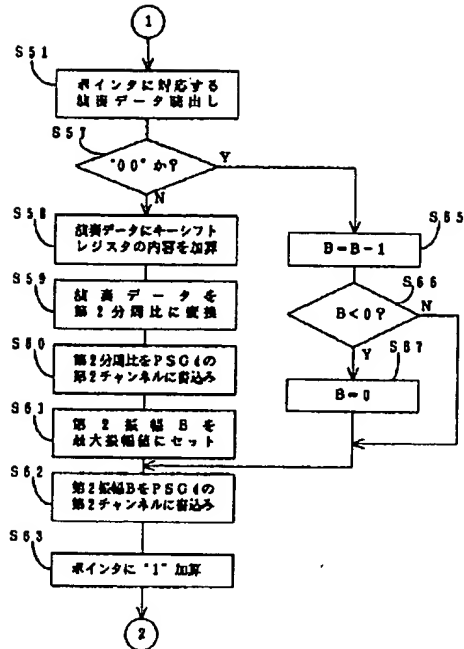 1
S51
ポインタに対応する
演奏データ読出し
S57
"00"か?
Y
N
S58
演奏データにキーシフト
レジスタの内容を加算
S59
演奏データを
第2分周比に変換
S60
第2分周比をPSG4の
第2チャンネルに書込み
S61
第2振幅Bを
最大振幅値にセット
S62
第2振幅BをPSG4の
第2チャンネルに書込み
S63
ポインタに"1"加算
2
S65
B=B-1
S66
B<0?
N
Y
S67
B=0